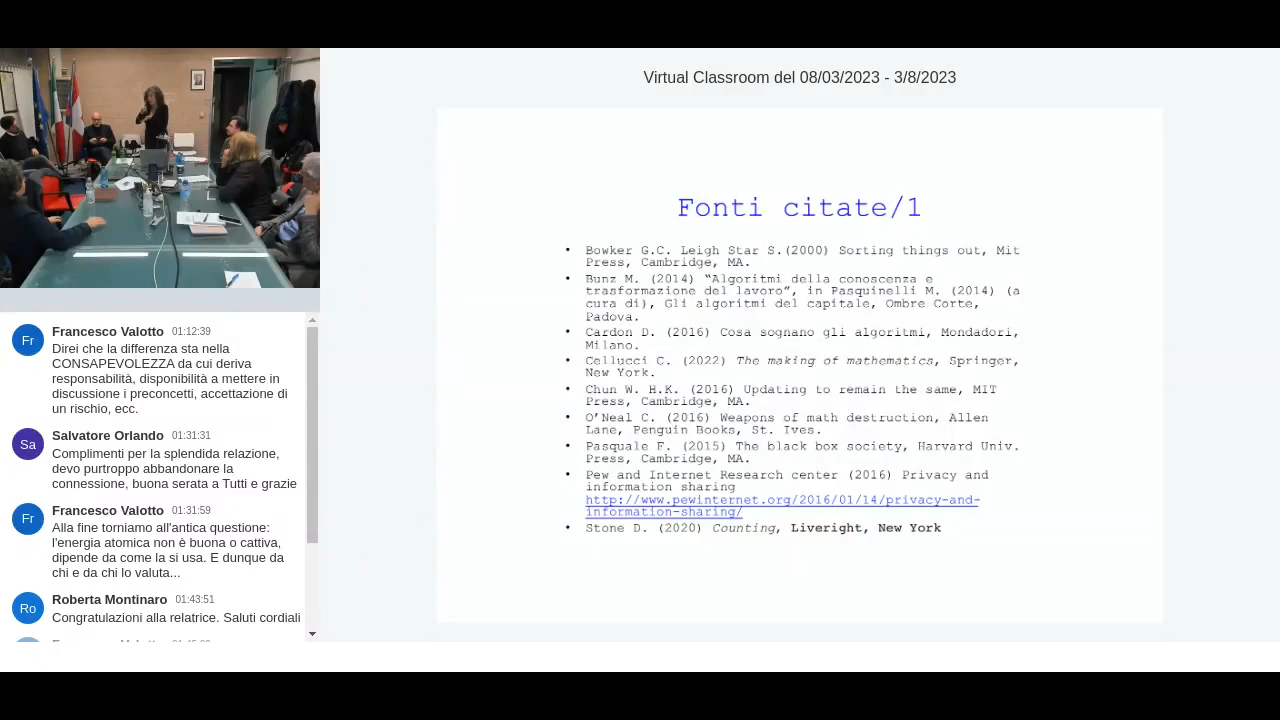 Virtual Classroom del 08/03/2023 - 3/8/2023
Francesco Valotto 01:12:39
Direi che la differenza sta nella
CONSAPEVOLEZZA da cui deriva
responsabilità, disponibilità a mettere in
discussione i preconcetti, accettazione di
un rischio, ecc.
Salvatore Orlando 01:31:31
Complimenti per la splendida relazione,
devo purtroppo abbandonare la
connessione, buona serata a Tutti e grazie
Francesco Valotto 01:31:59
Alla fine torniamo all'antica questione:
l'energia atomica non è buona o cattiva,
dipende da come la si usa. E dunque da
chi e da chi lo valuta...
Roberta Montinaro 01:43:51
Congratulazioni alla relatrice. Saluti cordiali
Fr
Sa
Fr
Ro
Fonti citate/1
• Bowker G.C. Leigh Star S.(2000) Sorting things out, Mit
Press, Cambridge, MA.
• Bunz M. (2014) “Algoritmi della conoscenza e
trasformazione del lavoro”, in Pasquinelli M. (2014) (a
cura di), Gli algoritmi del capitale, Ombre Corte,
Padova.
• Cardon D. (2016) Cosa sognano gli algoritmi, Mondadori,
Milano.
• Cellucci C. (2022) The making of mathematics, Springer,
New York.
• Chun W. H.K. (2016) Updating to remain the same, MIT
Press, Cambridge, MA.
• O’Neal C. (2016) Weapons of math destruction, Allen
Lane, Penguin Books, St. Ives.
• Pasquale F. (2015) The black box society, Harvard Univ.
Press, Cambridge, MA.
• Pew and Internet Research center (2016) Privacy and
information sharing
http://www.pewinternet.org/2016/01/14/privacy-and-
information-sharing/
• Stone D. (2020) Counting, Liveright, New York